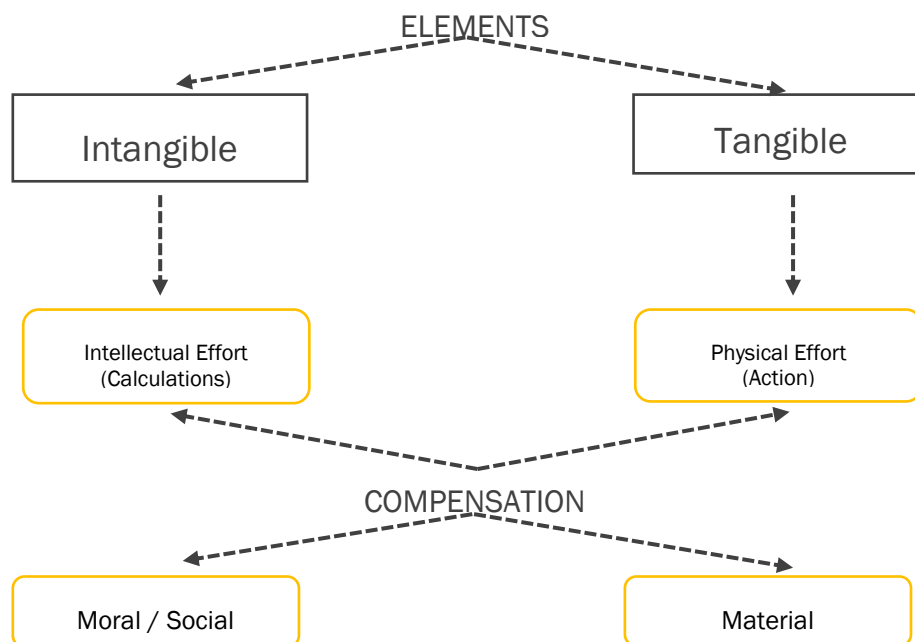 ELEMENTS
Intangible
Tangible
Intellectual Effort
(Calculations)
Physical Effort
(Action)
COMPENSATION
Moral / Social
Material